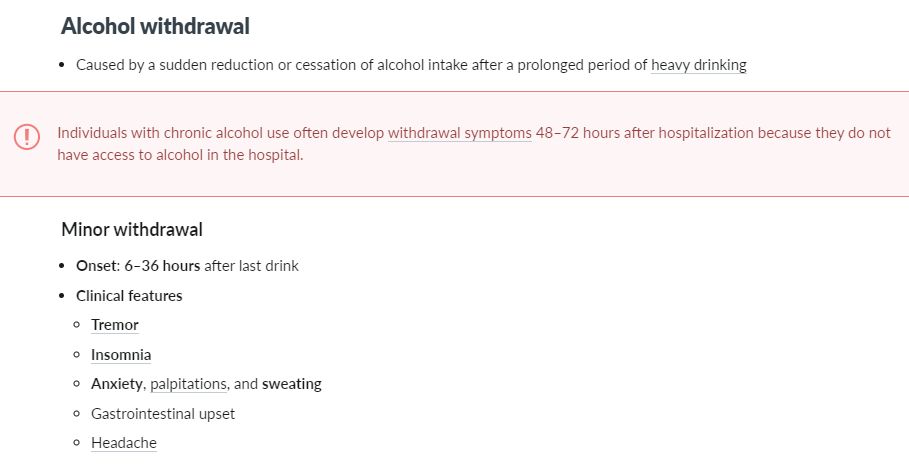 Alcohol withdrawal
• Caused by a sudden reduction or cessation of alcohol intake after a prolonged period of heavy drinking
Individuals with chronic alcohol use often develop withdrawal symptoms 48–72 hours after hospitalization because they do not
have access to alcohol in the hospital.
Minor withdrawal
• Onset: 6–36 hours after last drink
• Clinical features
◦ Tremor
◦ Insomnia
◦ Anxiety, palpitations, and sweating
◦ Gastrointestinal upset
◦ Headache